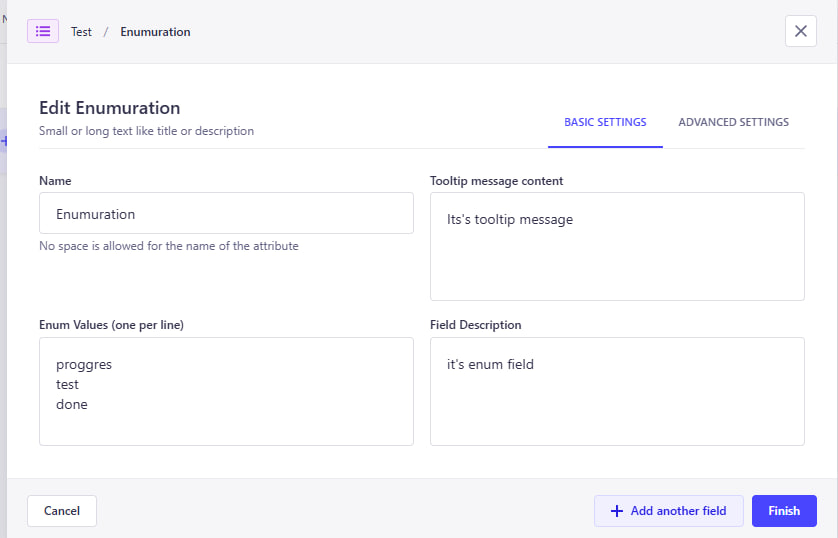 Test / Enumuration
Edit Enumuration
Small or long text like title or description
BASIC SETTINGS
ADVANCED SETTINGS
Name
Enumuration
No space is allowed for the name of the attribute
Tooltip message content
Its's tooltip message
Enum Values (one per line)
proggres
test
done
Field Description
it's enum field
Cancel
Add another field
Finish